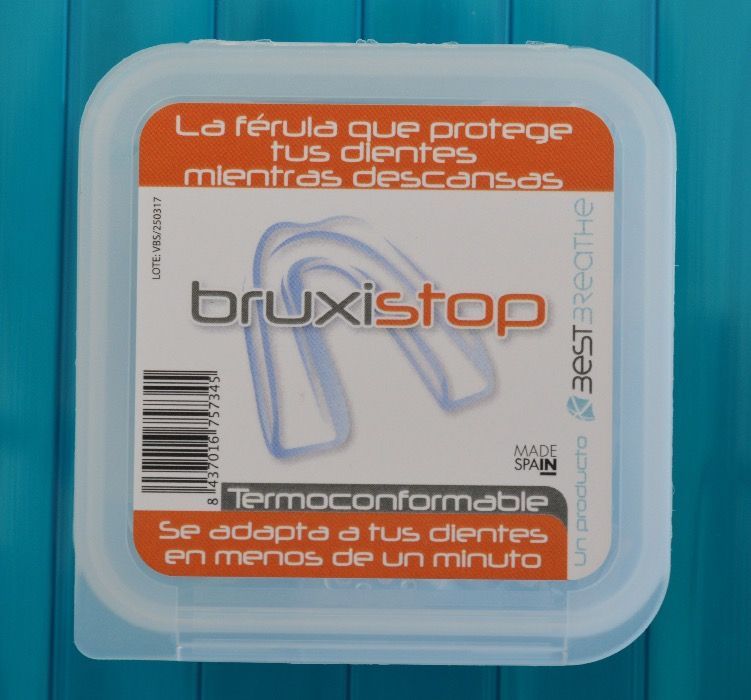 La férula que protege
tus dientes
mientras descansas
LOTE: VBS/250317
bruxistop
Un producto BESTBREATHE
8 437016 757345
MADE
SPAIN
Termoconformable
Se adapta a tus dientes
en menos de un minuto